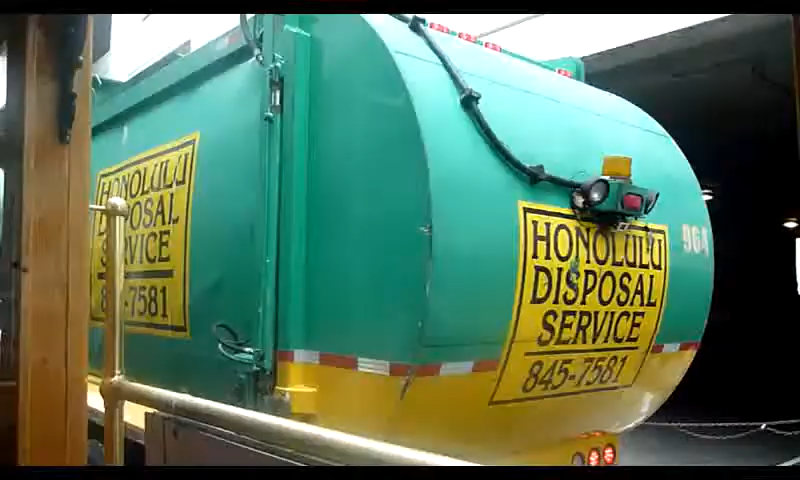 HONOLULU
DISPOSAL
SERVICE
845-7581
HONOLULU
DISPOSAL
SERVICE
845-7581
964